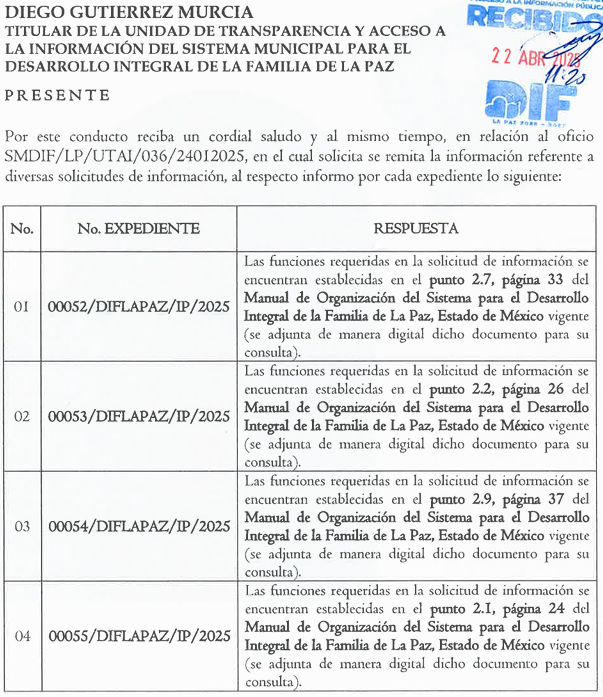 DIEGO GUTIERREZ MURCIA
TITULAR DE LA UNIDAD DE TRANSPARENCIA Y ACCESO A
LA INFORMACIÓN DEL SISTEMA MUNICIPAL PARA EL
DESARROLLO INTEGRAL DE LA FAMILIA DE LA PAZ
PRESENTE
ACCESO A LA INFORMACIÓN PÚBLICA
RECIBIDO
22 ABR 2025
11:20
DIF
LA PAZ 2025 - 2027
Por este conducto reciba un cordial saludo y al mismo tiempo, en relación al oficio
SMDIF/LP/UTAI/036/24012025, en el cual solicita se remita la información referente a
diversas solicitudes de información, al respecto informo por cada expediente lo siguiente:
No. No. EXPEDIENTE RESPUESTA
01 00052/DIFLAPAZ/IP/2025
Las funciones requeridas en la solicitud de información se
encuentran establecidas en el punto 2.7, página 33 del
Manual de Organización del Sistema para el Desarrollo
Integral de la Familia de La Paz, Estado de México vigente
(se adjunta de manera digital dicho documento para su
consulta).
02 00053/DIFLAPAZ/IP/2025
Las funciones requeridas en la solicitud de información se
encuentran establecidas en el punto 2.2, página 26 del
Manual de Organización del Sistema para el Desarrollo
Integral de la Familia de La Paz, Estado de México vigente
(se adjunta de manera digital dicho documento para su
consulta).
03 00054/DIFLAPAZ/IP/2025
Las funciones requeridas en la solicitud de información se
encuentran establecidas en el punto 2.9, página 37 del
Manual de Organización del Sistema para el Desarrollo
Integral de la Familia de La Paz, Estado de México vigente
(se adjunta de manera digital dicho documento para su
consulta).
04 00055/DIFLAPAZ/IP/2025
Las funciones requeridas en la solicitud de información se
encuentran establecidas en el punto 2.1, página 24 del
Manual de Organización del Sistema para el Desarrollo
Integral de la Familia de La Paz, Estado de México vigente
(se adjunta de manera digital dicho documento para su
consulta).